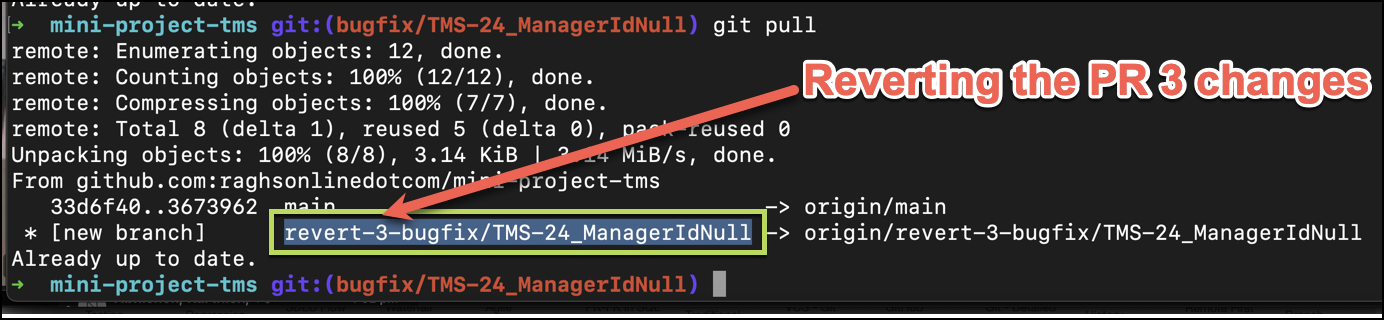 Already up to date.
➜ mini-project-tms git:(bugfix/TMS-24_ManagerIdNull) git pull
remote: Enumerating objects: 12, done.
remote: Counting objects: 100% (12/12), done.
Reverting the PR 3 changes
remote: Compressing objects: 100% (7/7), done.
remote: Total 8 (delta 1), reused 5 (delta 0), pack-reused 0
Unpacking objects: 100% (8/8), 3.14 KiB | 3.14 MiB/s, done.
From github.com:raghsonlinedotcom/mini-project-tms
33d6f40..3673962 main -> origin/main
* [new branch] revert-3-bugfix/TMS-24_ManagerIdNull -> origin/revert-3-bugfix/TMS-24_ManagerIdNull
Already up to date.
➜ mini-project-tms git:(bugfix/TMS-24_ManagerIdNull)